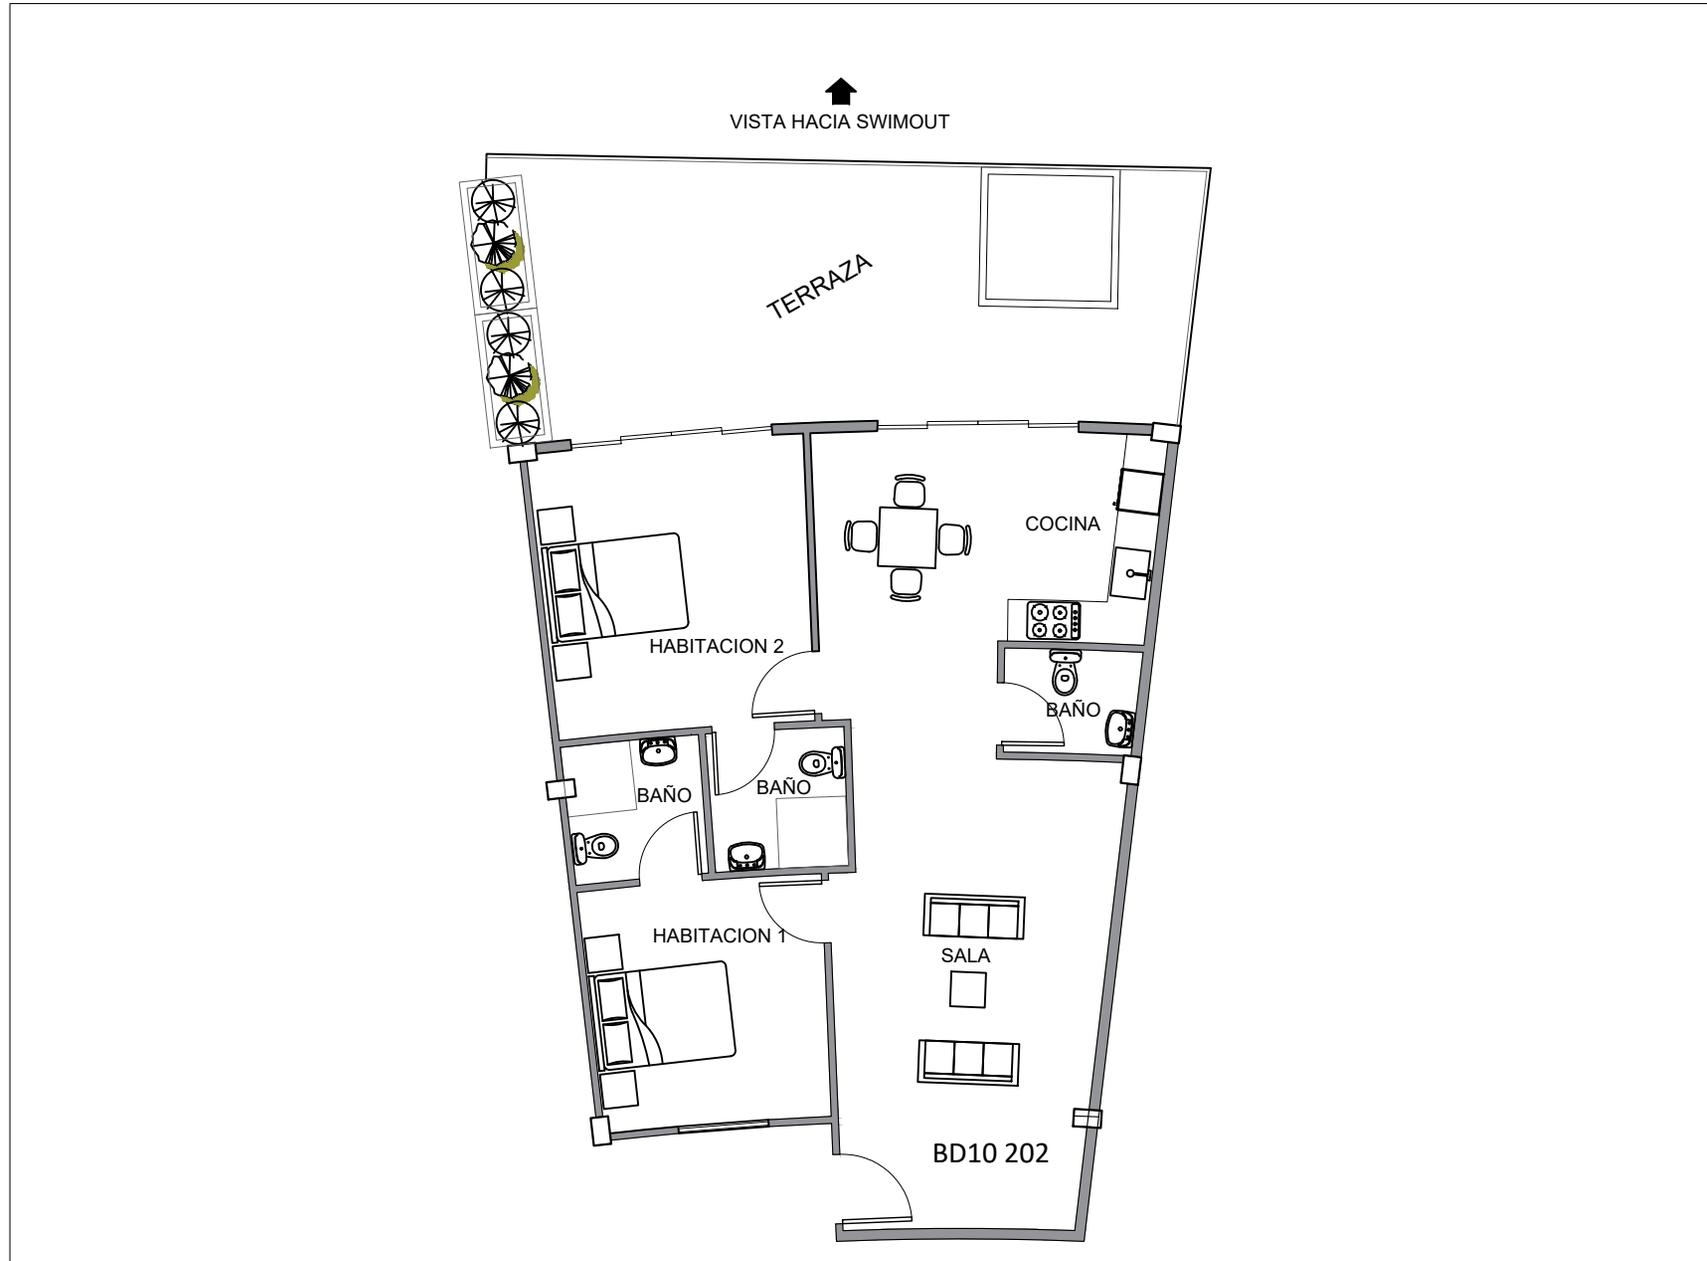 VISTA HACIA SWIMOUT
TERRAZA
COCINA
HABITACION 2
BAÑO
BAÑO
BAÑO
HABITACION 1
SALA
BD10 202